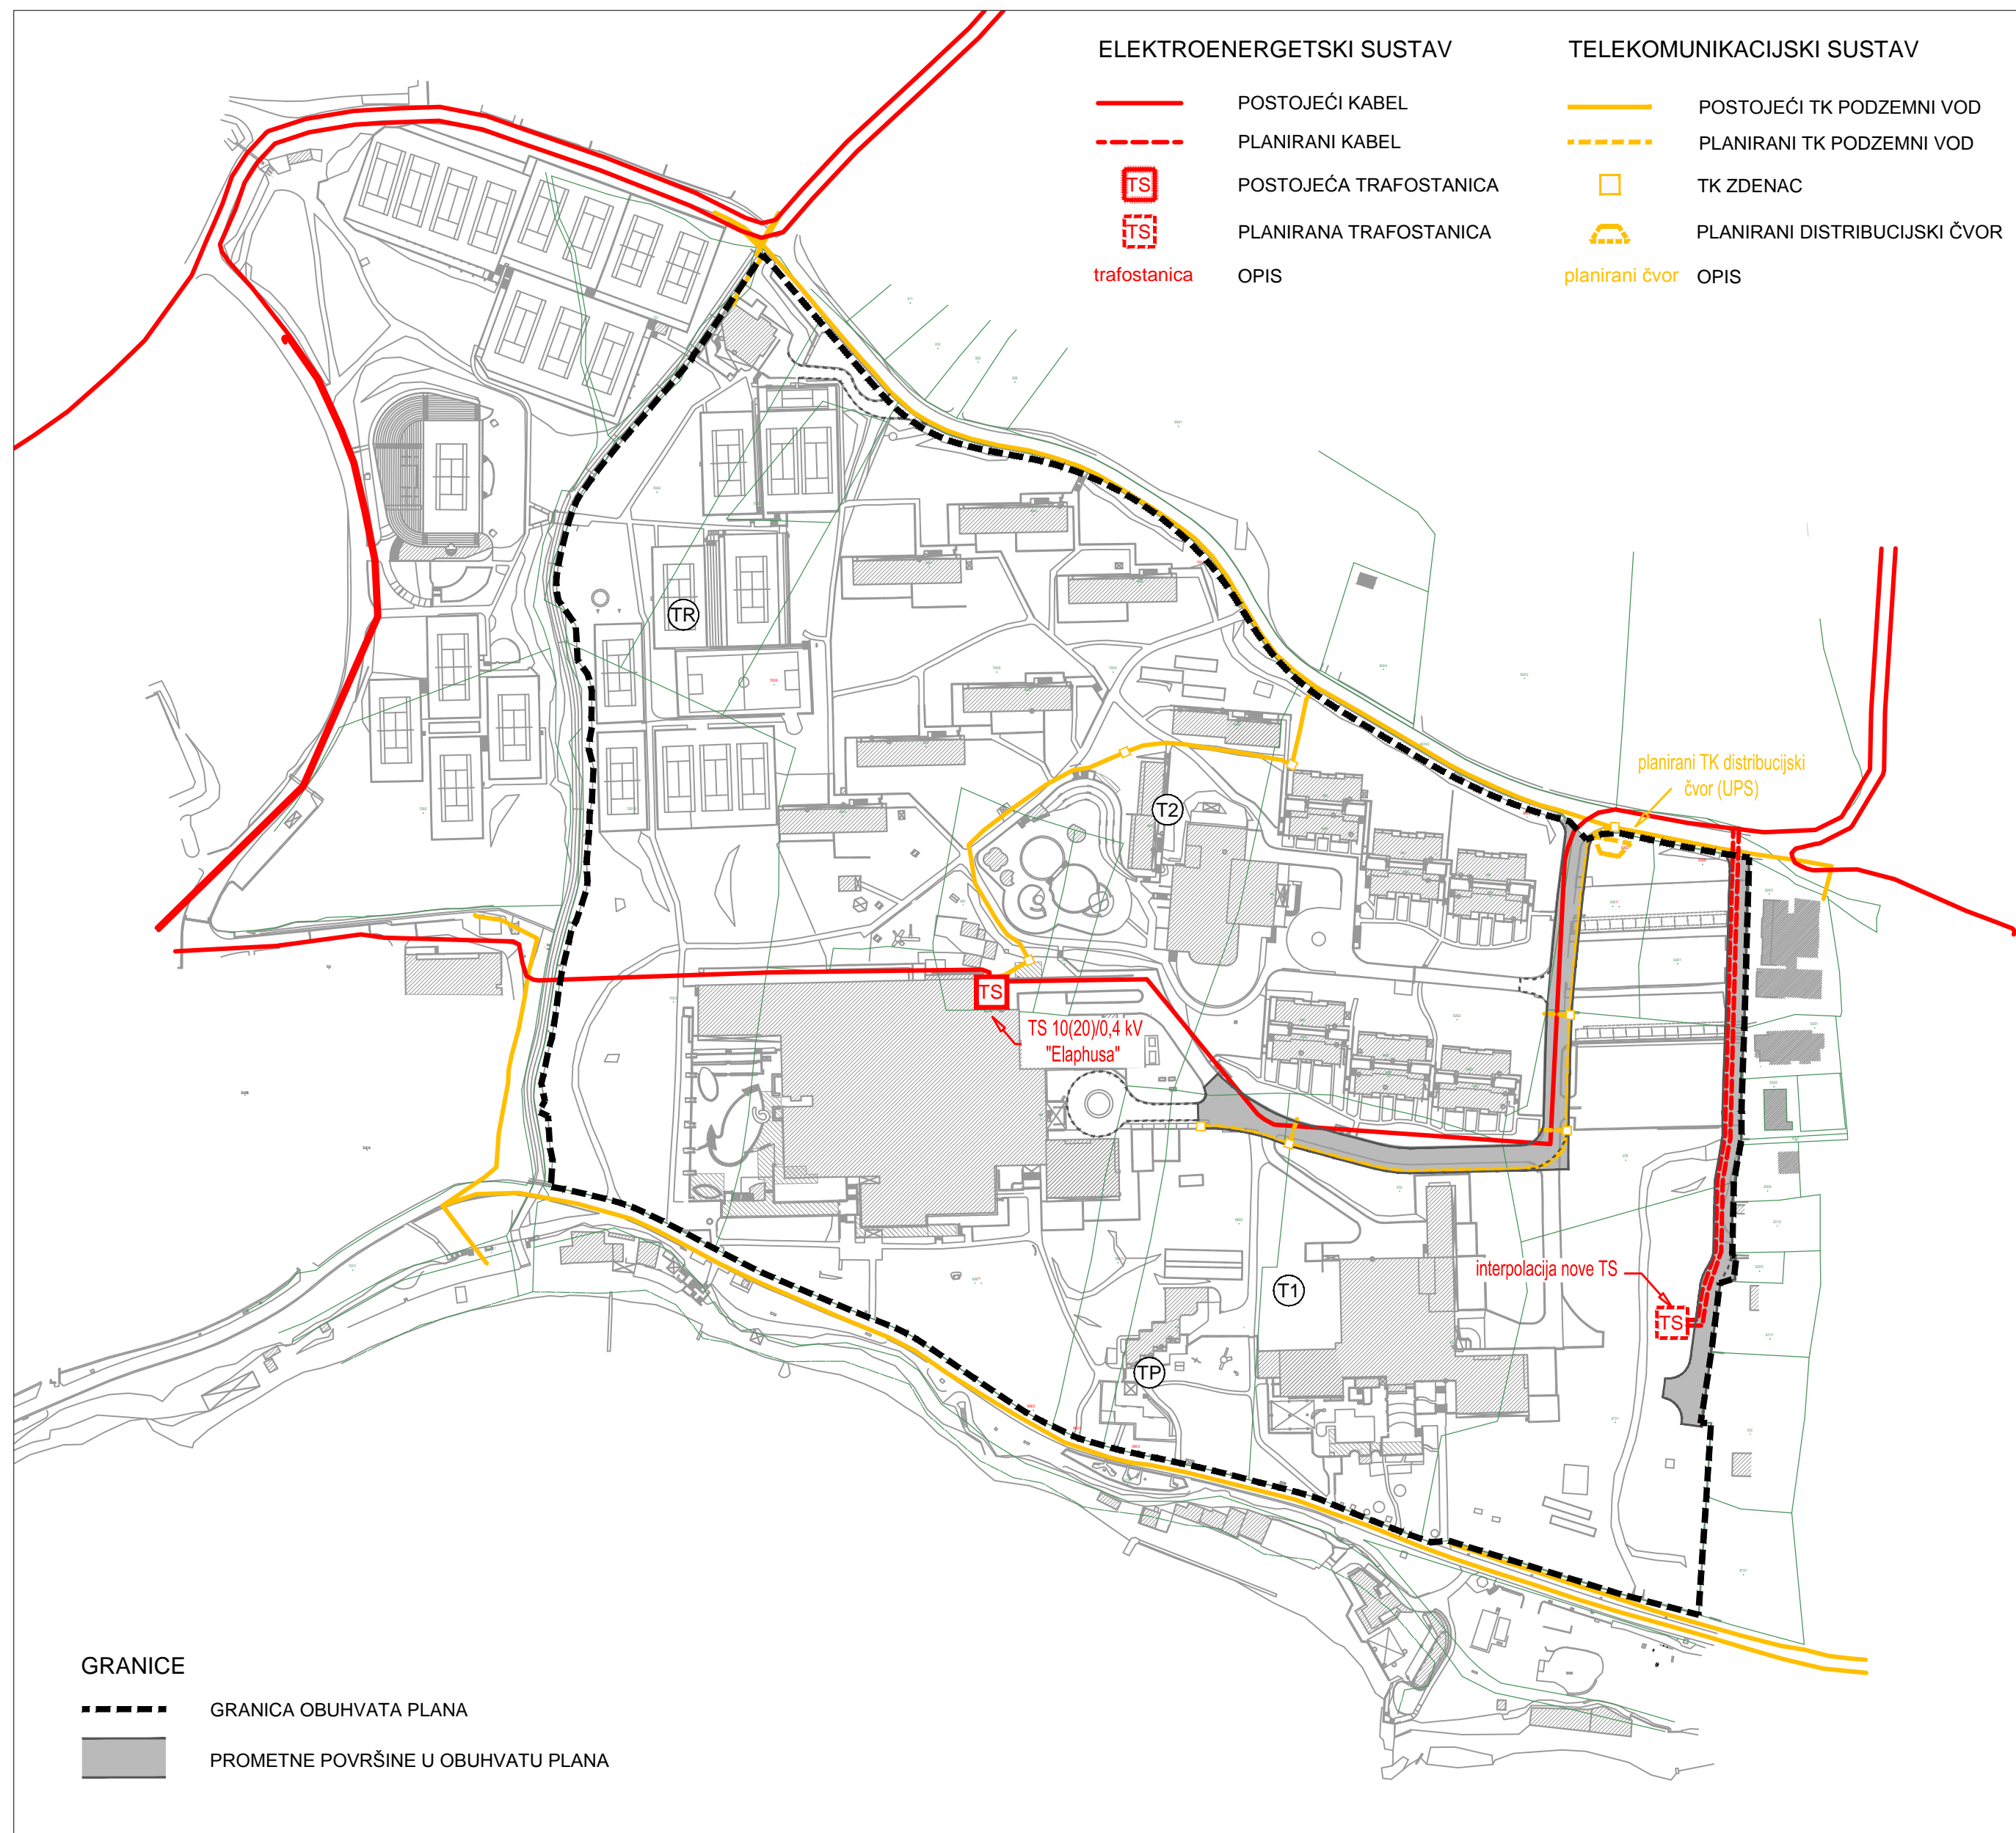 ELEKTROENERGETSKI SUSTAV
POSTOJEĆI KABEL
PLANIRANI KABEL
TS
POSTOJEĆA TRAFOSTANICA
TS
PLANIRANA TRAFOSTANICA
trafostanica
OPIS
TELEKOMUNIKACIJSKI SUSTAV
POSTOJEĆI TK PODZEMNI VOD
PLANIRANI TK PODZEMNI VOD
TK ZDENAC
PLANIRANI DISTRIBUCIJSKI ČVOR
planirani čvor
OPIS
TR
planirani TK distribucijski
čvor (UPS)
T2
TS
TS 10(20)/0,4 kV
"Elaphusa"
interpolacija nove TS
T1
TS
TP
GRANICE
GRANICA OBUHVATA PLANA
PROMETNE POVRŠINE U OBUHVATU PLANA